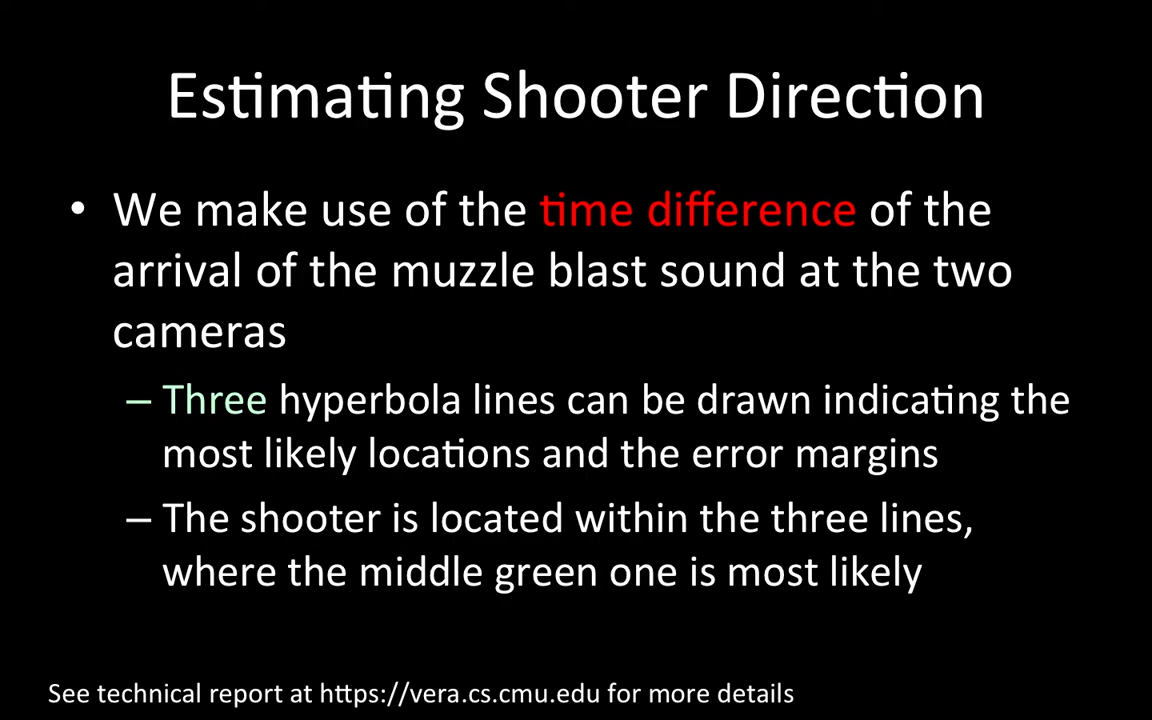 Estimating Shooter Direction
• We make use of the time difference of the
arrival of the muzzle blast sound at the two
cameras
– Three hyperbola lines can be drawn indicating the
most likely locations and the error margins
– The shooter is located within the three lines,
where the middle green one is most likely
See technical report at https://vera.cs.cmu.edu for more details